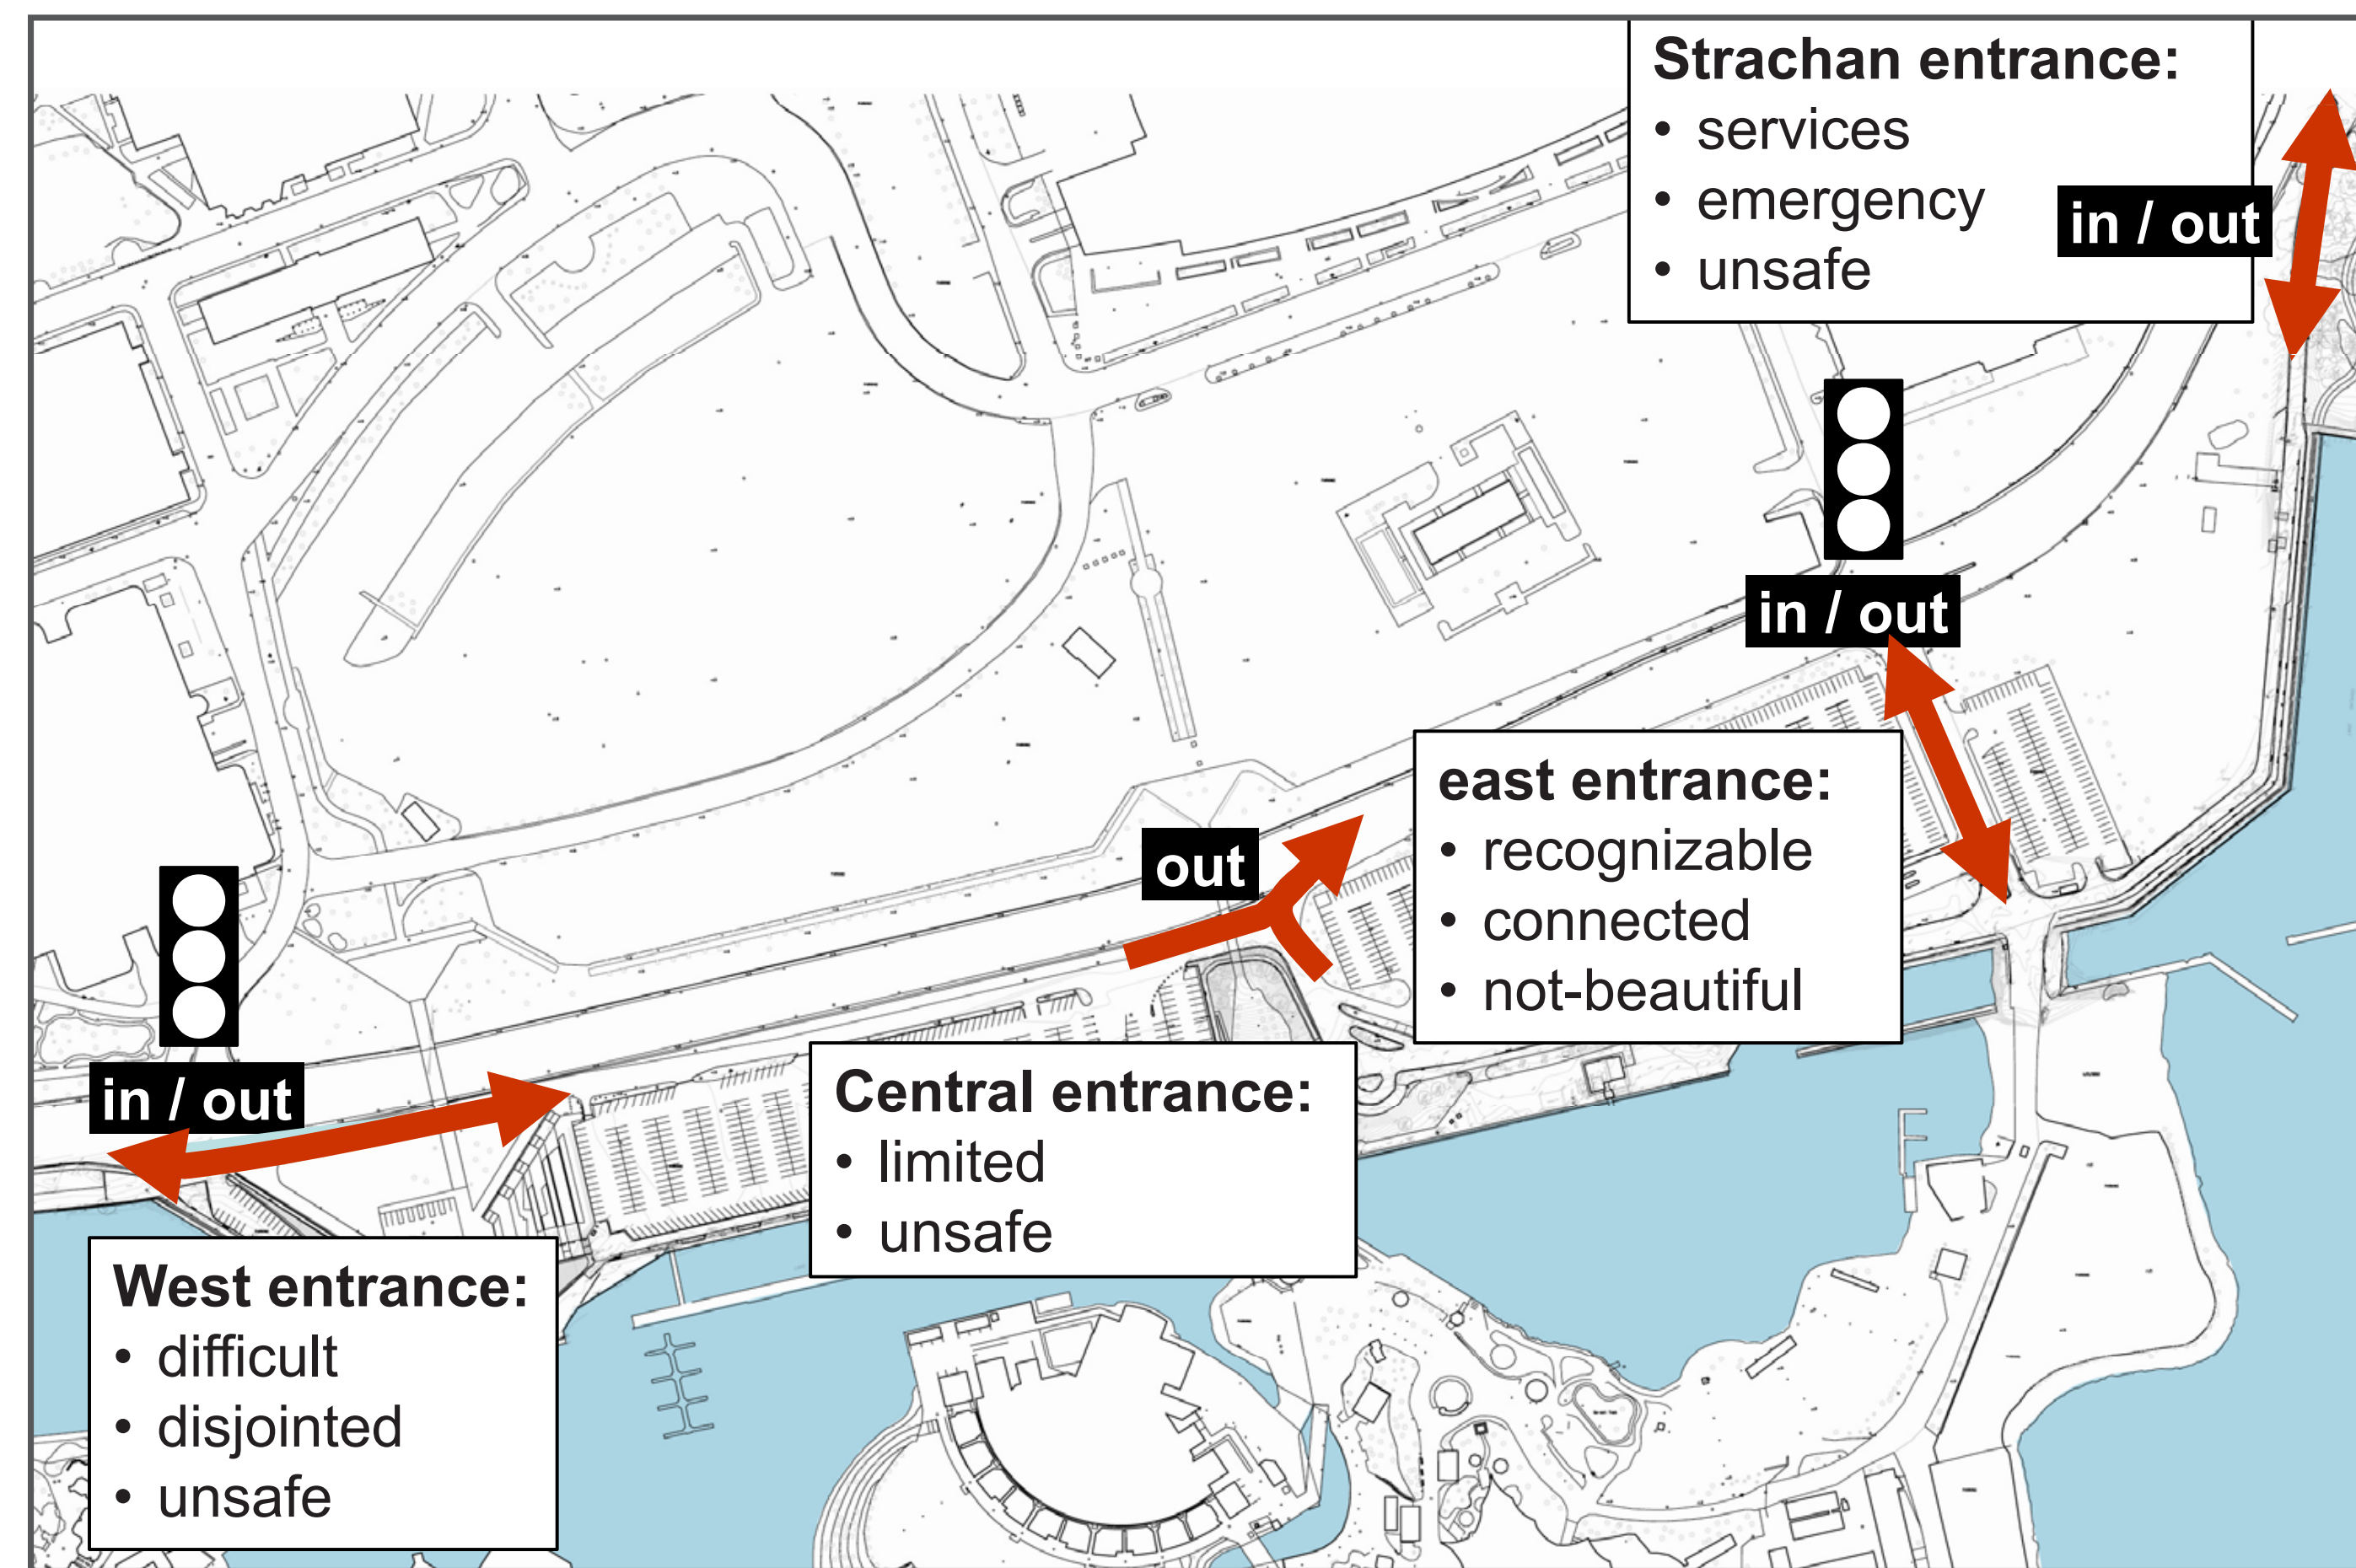 Strachan entrance:
• services
• emergency
• unsafe
in / out
in / out
east entrance:
• recognizable
• connected
• not-beautiful
out
Central entrance:
• limited
• unsafe
in / out
West entrance:
• difficult
• disjointed
• unsafe